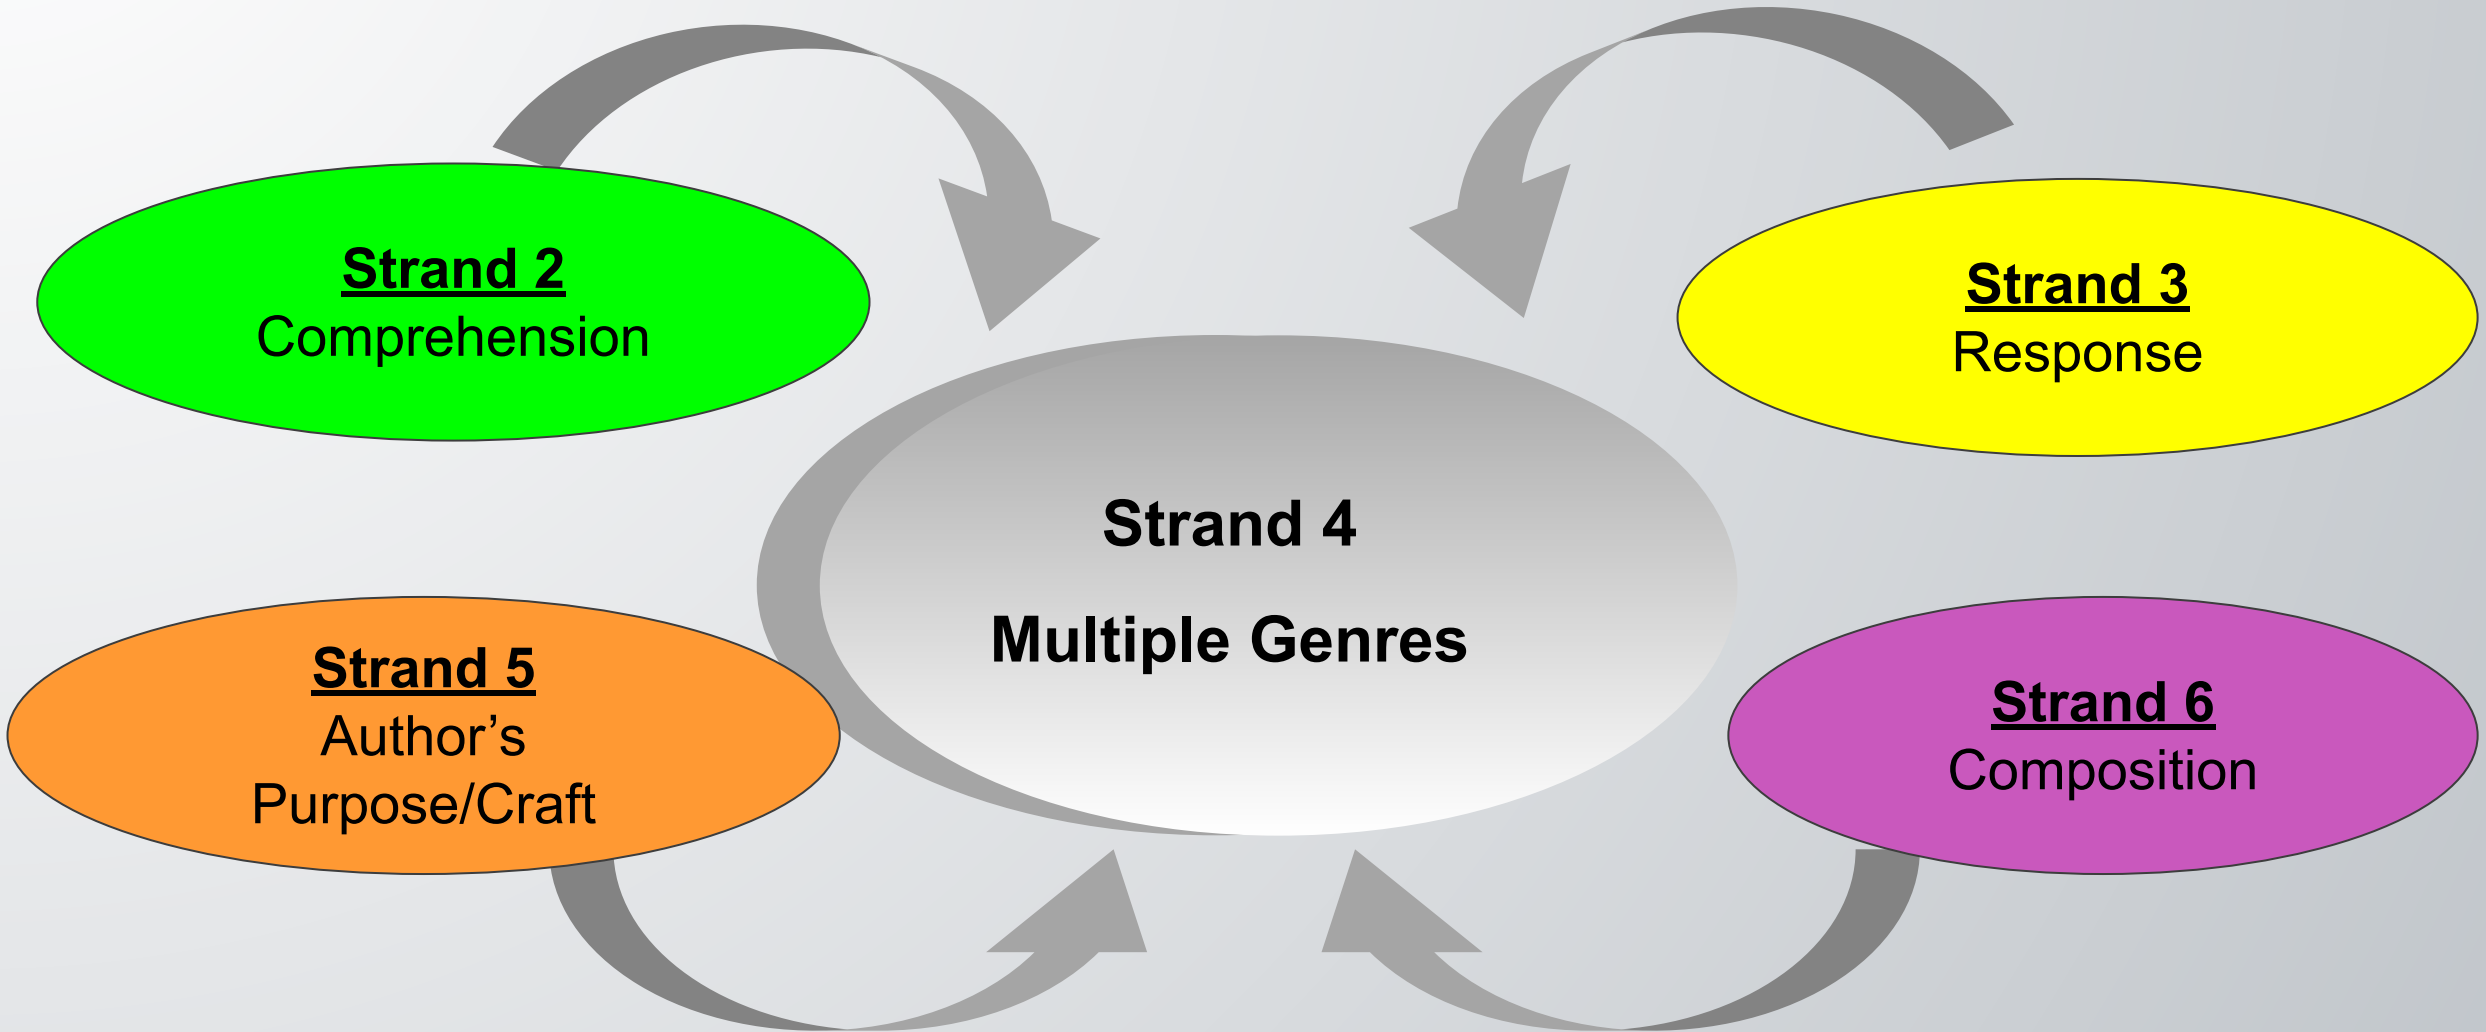 Strand 2
Comprehension
Strand 3
Response
Strand 4
Multiple Genres
Strand 5
Author’s
Purpose/Craft
Strand 6
Composition